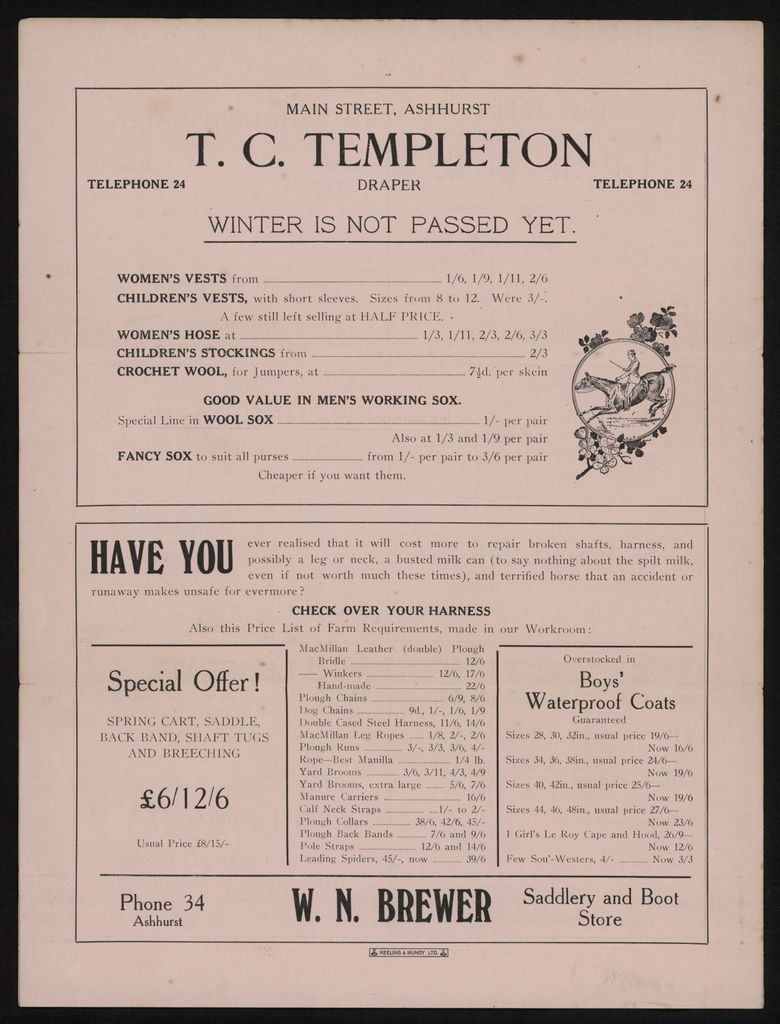 MAIN STREET, ASHHURST
T. C. TEMPLETON
TELEPHONE 24 DRAPER TELEPHONE 24
WINTER IS NOT PASSED YET.
WOMEN'S VESTS from 1/6, 1/9, 1/11, 2/6
CHILDREN'S VESTS, with short sleeves. Sizes from 8 to 12. Were 3/-.
A few still left selling at HALF PRICE.
WOMEN'S HOSE at 1/3, 1/11, 2/3, 2/6, 3/3
CHILDREN'S STOCKINGS from 2/3
CROCHET WOOL, for Jumpers, at 7½d. per skein
GOOD VALUE IN MEN'S WORKING SOX.
Special Line in WOOL SOX 1/- per pair
Also at 1/3 and 1/9 per pair
FANCY SOX to suit all purses from 1/- per pair to 3/6 per pair
Cheaper if you want them.
HAVE YOU ever realised that it will cost more to repair broken shafts, harness, and
possibly a leg or neck, a busted milk can (to say nothing about the spilt milk,
even if not worth much these times), and terrified horse that an accident or
runaway makes unsafe for evermore?
CHECK OVER YOUR HARNESS
Also this Price List of Farm Requirements, made in our Workroom:
Special Offer!
SPRING CART, SADDLE,
BACK BAND, SHAFT TUGS
AND BREECHING
£6/12/6
Usual Price £8/15/-
MacMillan Leather (double) Plough
Bridle 12/6
—— Winkers 12/6, 17/6
Hand-made 22/6
Plough Chains 6/9, 8/6
Dog Chains 9d., 1/-, 1/6, 1/9
Double Cased Steel Harness, 11/6, 14/6
MacMillan Leg Ropes 1/8, 2/-, 2/6
Plough Runs 3/-, 3/3, 3/6, 4/-
Rope—Best Manilla 1/4 lb.
Yard Brooms 3/6, 3/11, 4/3, 4/9
Yard Brooms, extra large 5/6, 7/6
Manure Carriers 16/6
Calf Neck Straps 1/- to 2/-
Plough Collars 38/6, 42/6, 45/-
Plough Back Bands 7/6 and 9/6
Pole Straps 12/6 and 14/6
Leading Spiders, 45/-, now 39/6
Overstocked in
Boys'
Waterproof Coats
Guaranteed
Sizes 28, 30, 32in., usual price 19/6—
Now 16/6
Sizes 34, 36, 38in., usual price 24/6—
Now 19/6
Sizes 40, 42in., usual price 25/6—
Now 19/6
Sizes 44, 46, 48in., usual price 27/6—
Now 23/6
1 Girl's Le Roy Cape and Hood, 26/9—
Now 12/6
Few Sou'-Westers, 4/- Now 3/3
Phone 34
Ashhurst
W. N. BREWER
Saddlery and Boot
Store
KEELING & MUNDY LTD.